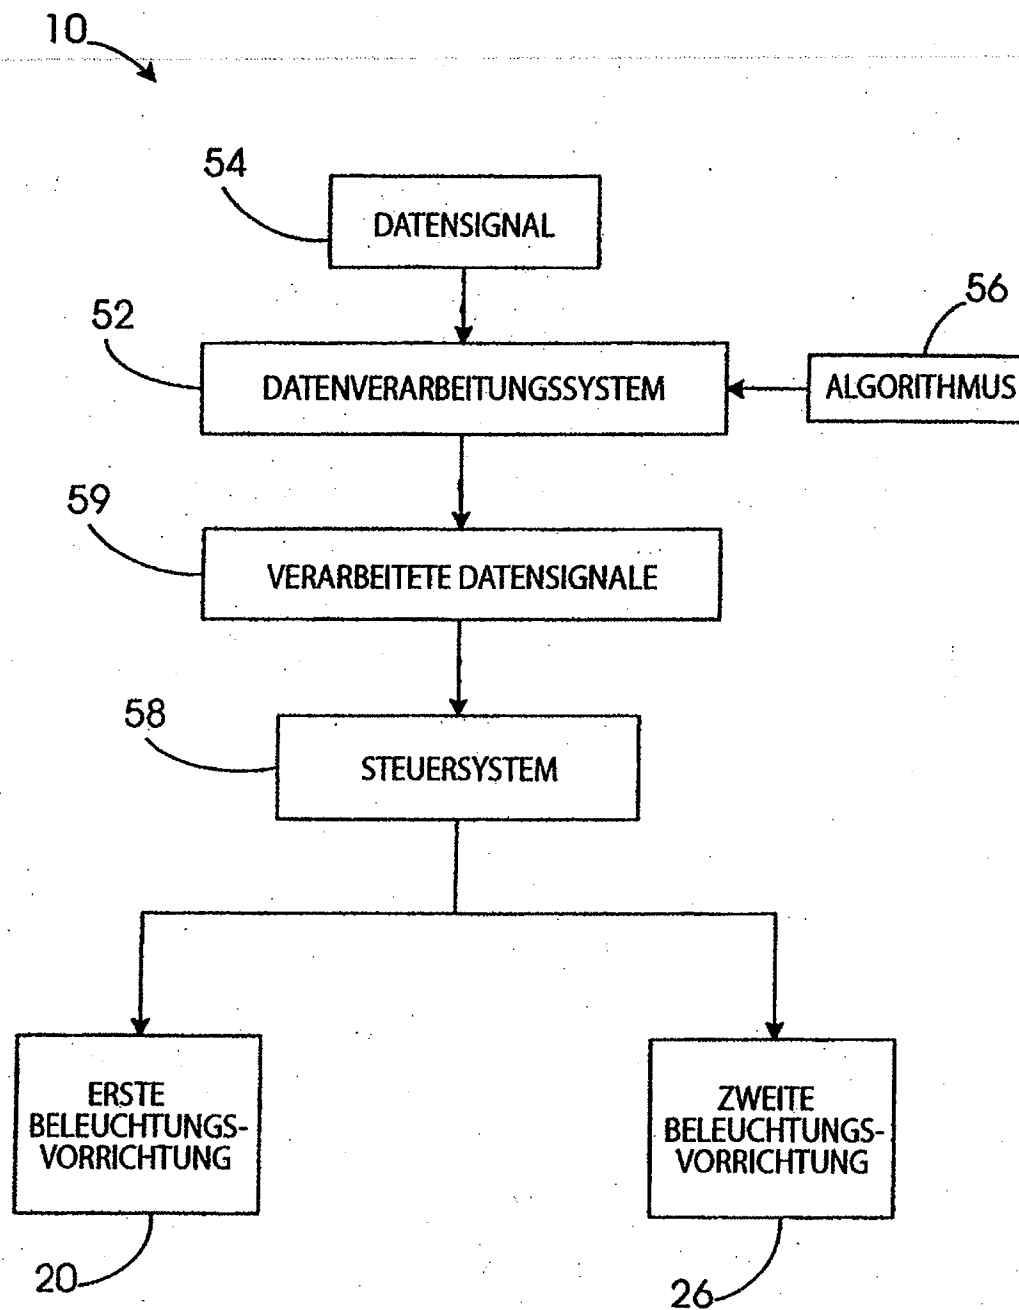 10
54
DATENSIGNAL
56
52
DATENVERARBEITUNGSSYSTEM
ALGORITHMUS
59
VERARBEITETE DATENSIGNALE
58
STEUERSYSTEM
ERSTE
BELEUCHTUNGS-
VORRICHTUNG
ZWEITE
BELEUCHTUNGS-
VORRICHTUNG
20
26